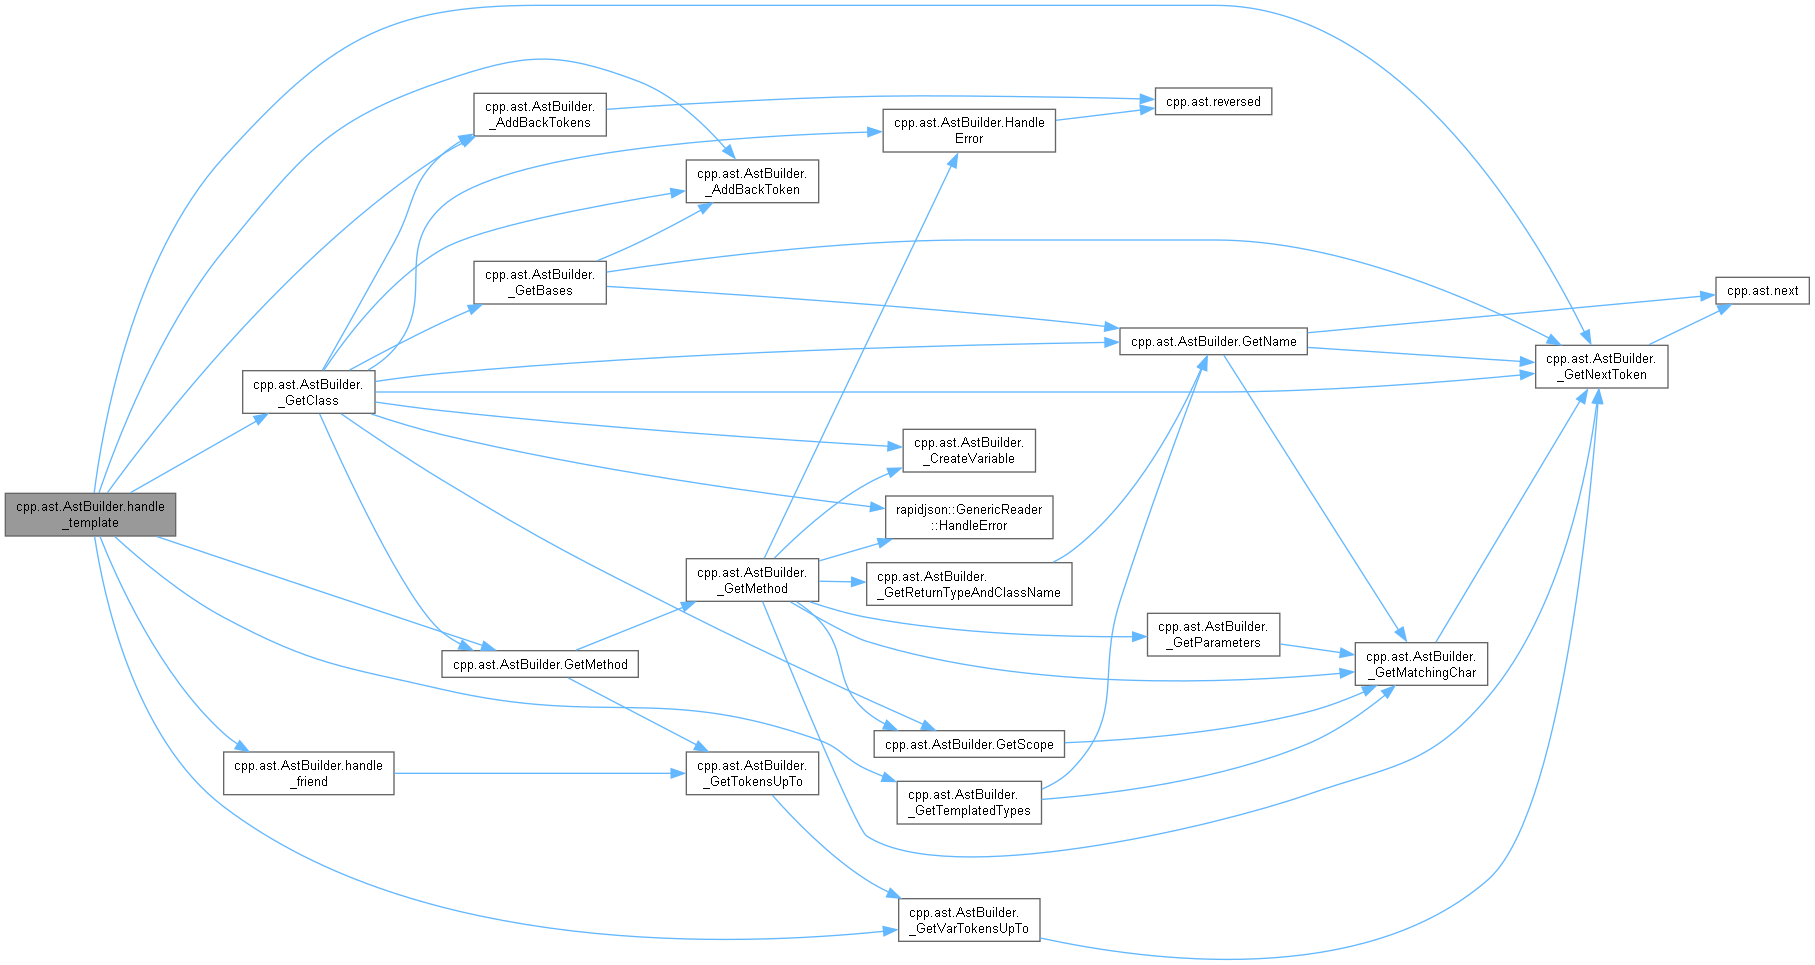 cpp.ast.AstBuilder.handle
_template
cpp.ast.AstBuilder.
_GetClass
cpp.ast.AstBuilder.handle
_friend
cpp.ast.AstBuilder.
_AddBackTokens
cpp.ast.AstBuilder.
_GetBases
cpp.ast.AstBuilder.GetMethod
cpp.ast.AstBuilder.
_AddBackToken
cpp.ast.AstBuilder.
_GetMethod
cpp.ast.AstBuilder.
_GetTokensUpTo
cpp.ast.AstBuilder.Handle
Error
cpp.ast.AstBuilder.
_CreateVariable
rapidjson::GenericReader
::HandleError
cpp.ast.AstBuilder.
_GetReturnTypeAndClassName
cpp.ast.AstBuilder.GetScope
cpp.ast.AstBuilder.
_GetTemplatedTypes
cpp.ast.AstBuilder.
_GetVarTokensUpTo
cpp.ast.reversed
cpp.ast.AstBuilder.GetName
cpp.ast.AstBuilder.
_GetParameters
cpp.ast.AstBuilder.
_GetMatchingChar
cpp.ast.AstBuilder.
_GetNextToken
cpp.ast.next